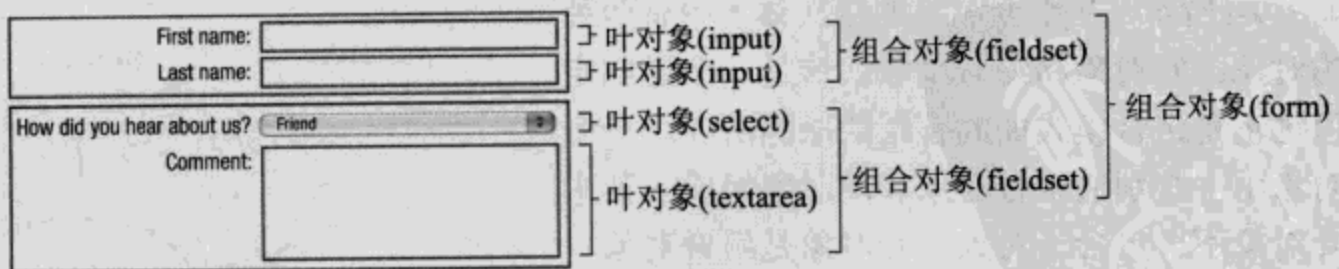 First name: 叶对象(input) 组合对象(fieldset)
Last name: 叶对象(input)
组合对象(form)
How did you hear about us? Friend 叶对象(select)
Comment: 叶对象(textarea) 组合对象(fieldset)